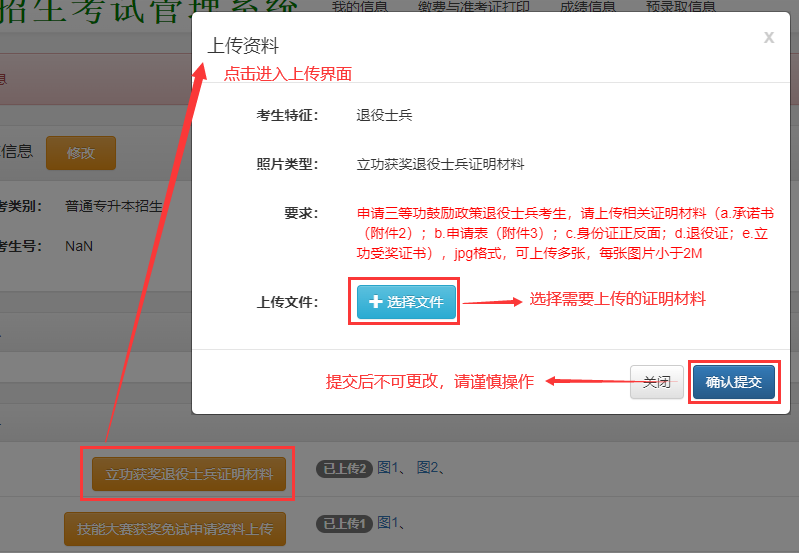 招生考试管理系统
我的信息 缴费与准考证打印 成绩信息 预录取信息
上传资料
x
点击进入上传界面
息
考生特征: 退役士兵
信息
修改
照片类型: 立功获奖退役士兵证明材料
考类别: 普通专升本招生
要求: 申请三等功鼓励政策退役士兵考生，请上传相关证明材料（a.承诺书
（附件2）；b.申请表（附件3）；c.身份证正反面；d.退役证；e.立
功受奖证书），jpg格式，可上传多张，每张图片小于2M
考生号: NaN
上传文件: 选择文件
选择需要上传的证明材料
提交后不可更改，请谨慎操作
关闭
确认提交
立功获奖退役士兵证明材料
已上传2 图1、 图2、
技能大赛获奖免试申请资料上传
已上传1 图1、